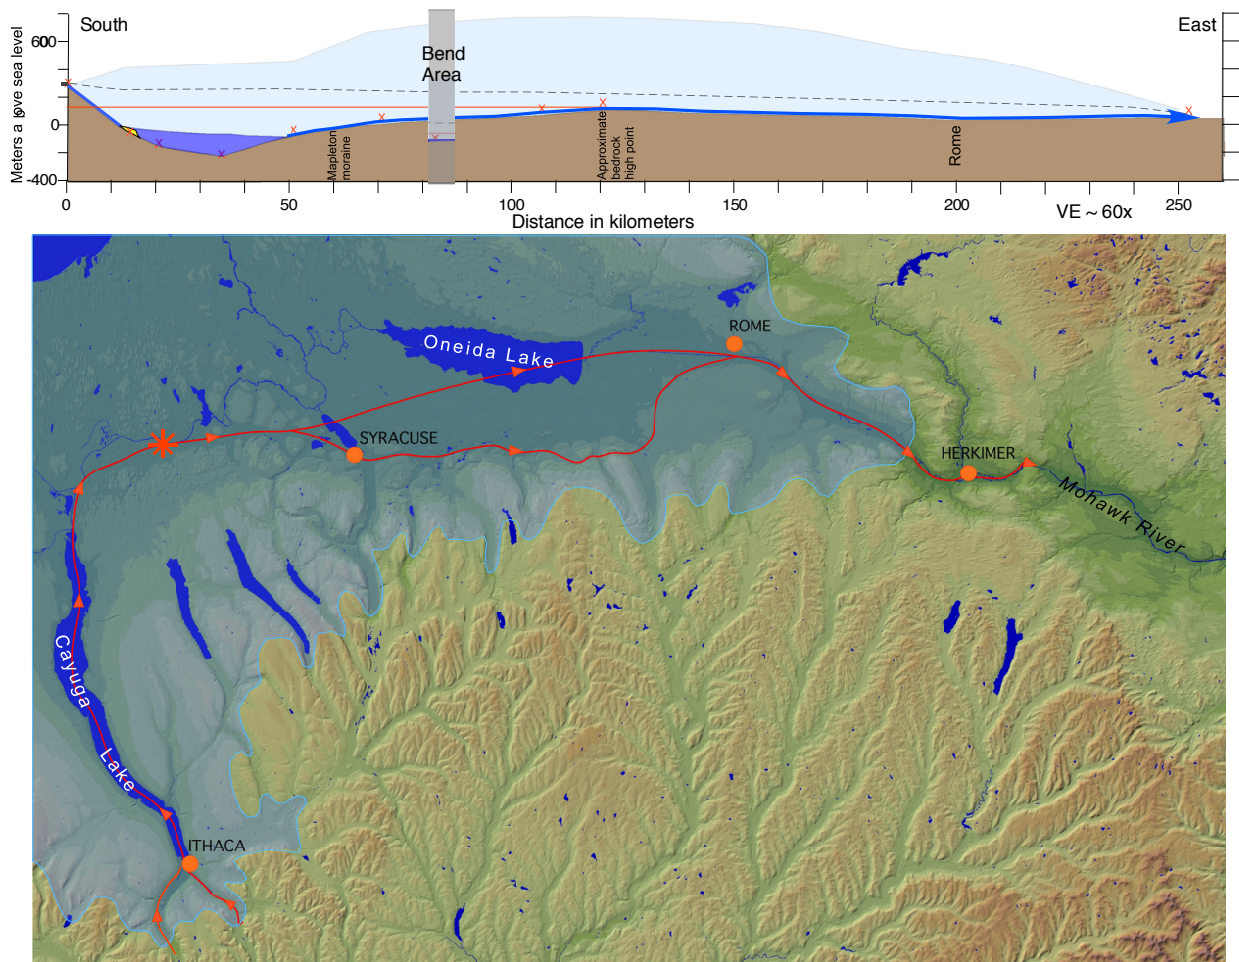 South
East
Meters a ove sea level
600
0
-400
Bend
Area
Mapleton
moraine
Approximate
bedrock
high point
Rome
0
50
100
150
200
250
Distance in kilometers
VE ~ 60x
ROME
Oneida Lake
SYRACUSE
HERKIMER
Mohawk River
Cayuga
Lake
ITHACA